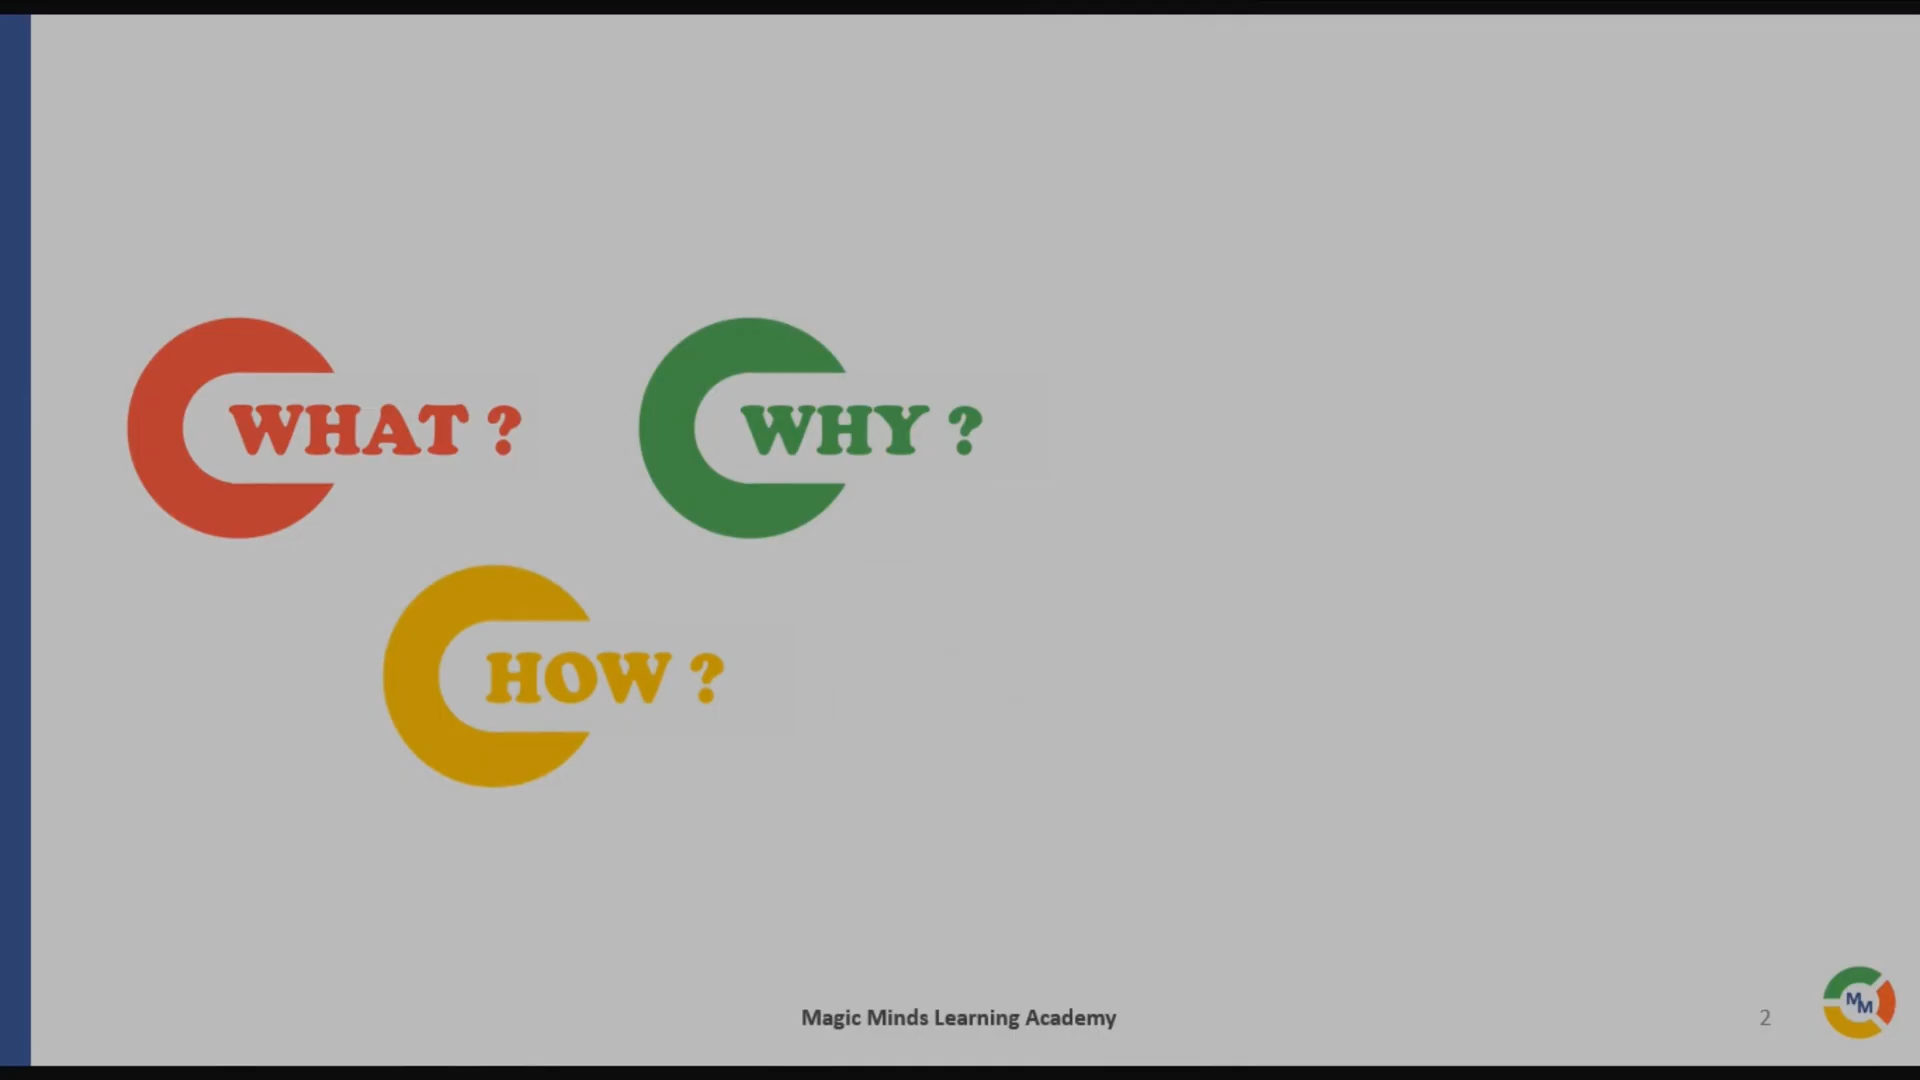 WHAT ?
WHY ?
HOW ?
Magic Minds Learning Academy
2
MM